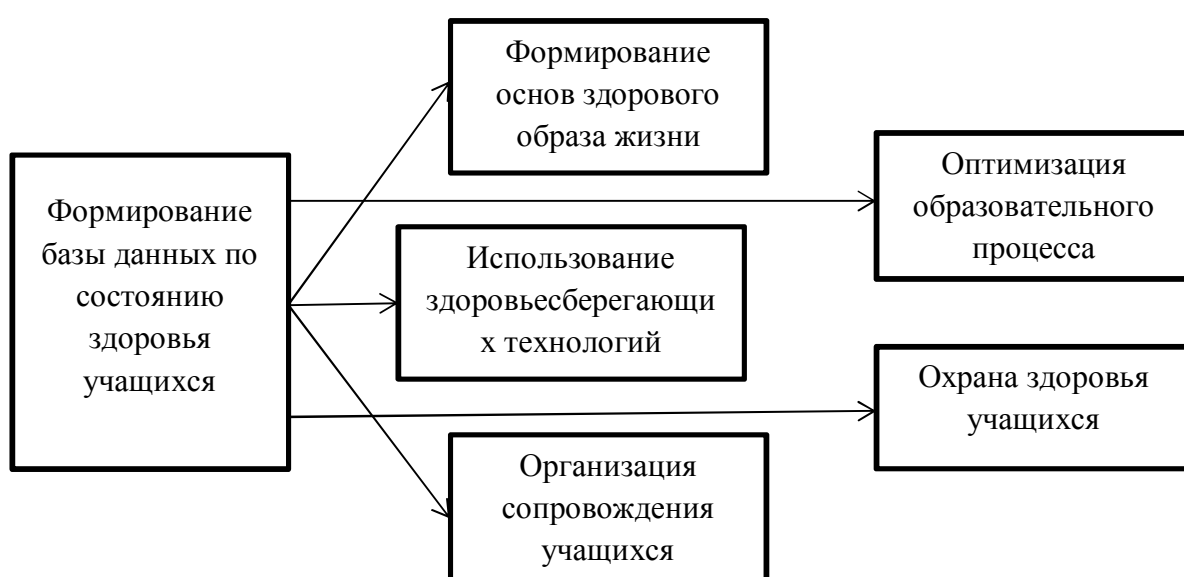 Формирование
основ здорового
образа жизни
Оптимизация
образовательного
процесса
Формирование
базы данных по
состоянию
здоровья
учащихся
Использование
здоровьесберегающи
х технологий
Охрана здоровья
учащихся
Организация
сопровождения
учащихся